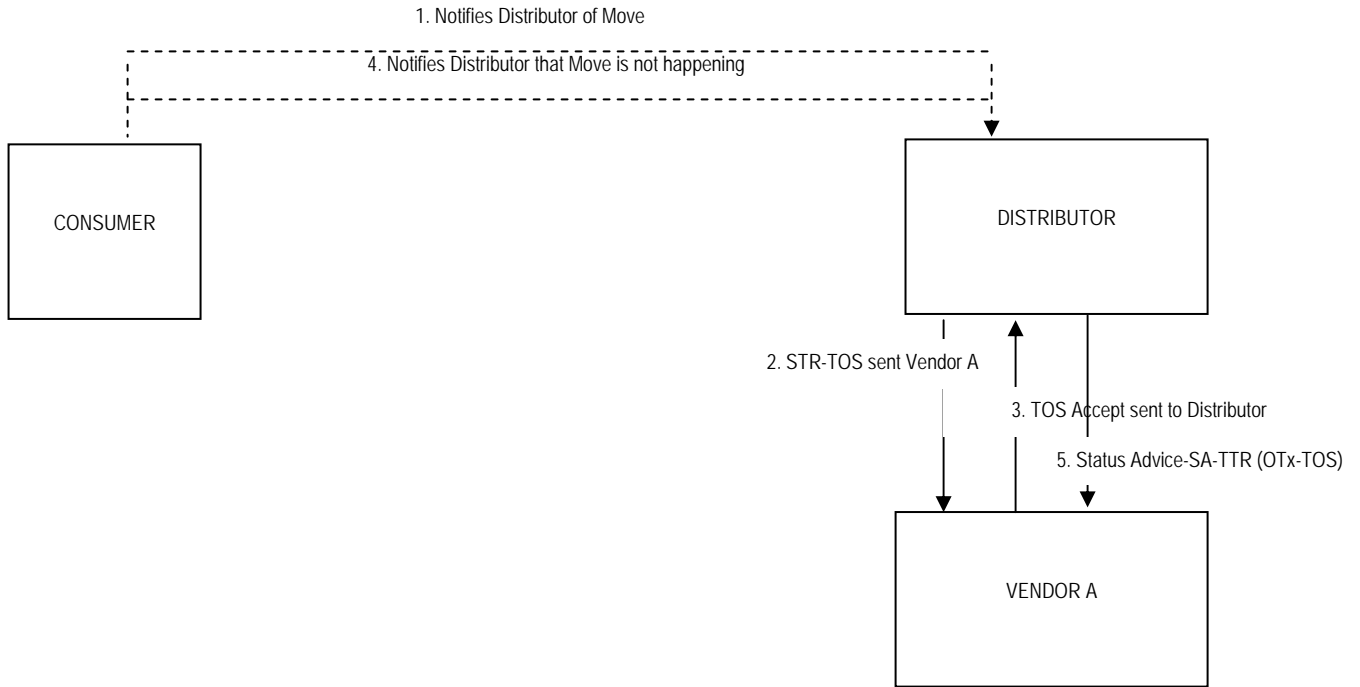 1. Notifies Distributor of Move
4. Notifies Distributor that Move is not happening
CONSUMER
DISTRIBUTOR
2. STR-TOS sent Vendor A
3. TOS Accept sent to Distributor
5. Status Advice-SA-TTR (OTx-TOS)
VENDOR A